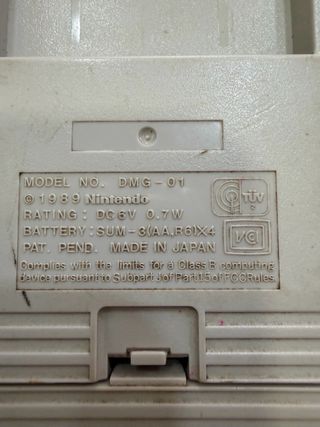 MODEL NO. DMG-01
©1989 Nintendo
RATING: DC6V 0.7W
BATTERY:SUM-3(AA,R6)X4
PAT. PEND. MADE IN JAPAN
Complies with the limits for a Class B computing
device pursuant to Subpart J of Part 15 of FCC Rules.
TÜV
VCI